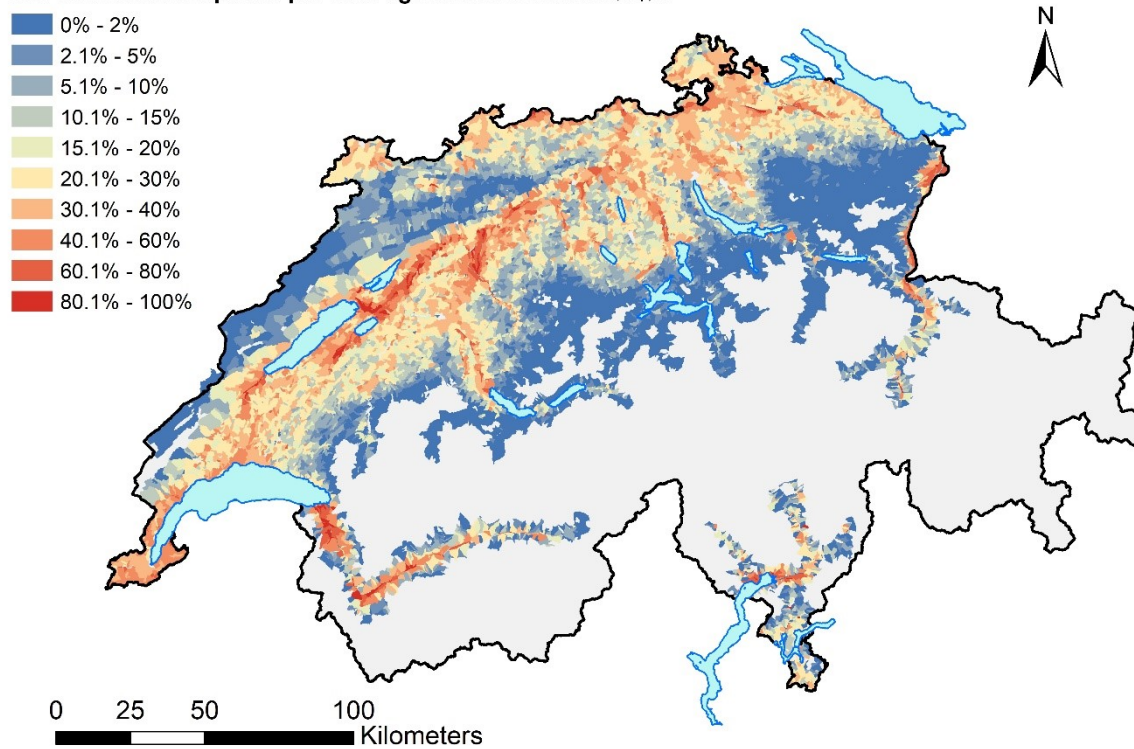 0% - 2%
2.1% - 5%
5.1% - 10%
10.1% - 15%
15.1% - 20%
20.1% - 30%
30.1% - 40%
40.1% - 60%
60.1% - 80%
80.1% - 100%
N
0 25 50 100
Kilometers